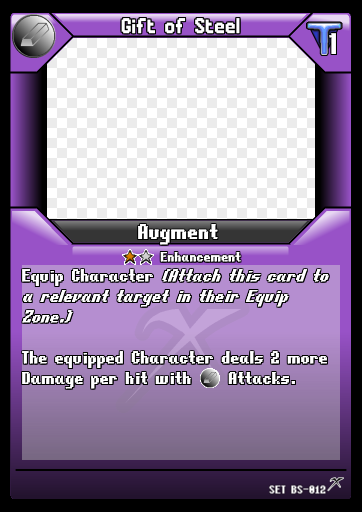 Gift of Steel
T1
Augment
Enhancement
Equip Character (Attach this card to
a relevant target in their Equip
Zone.)
The equipped Character deals 2 more
Damage per hit with Attacks.
SET BS-012